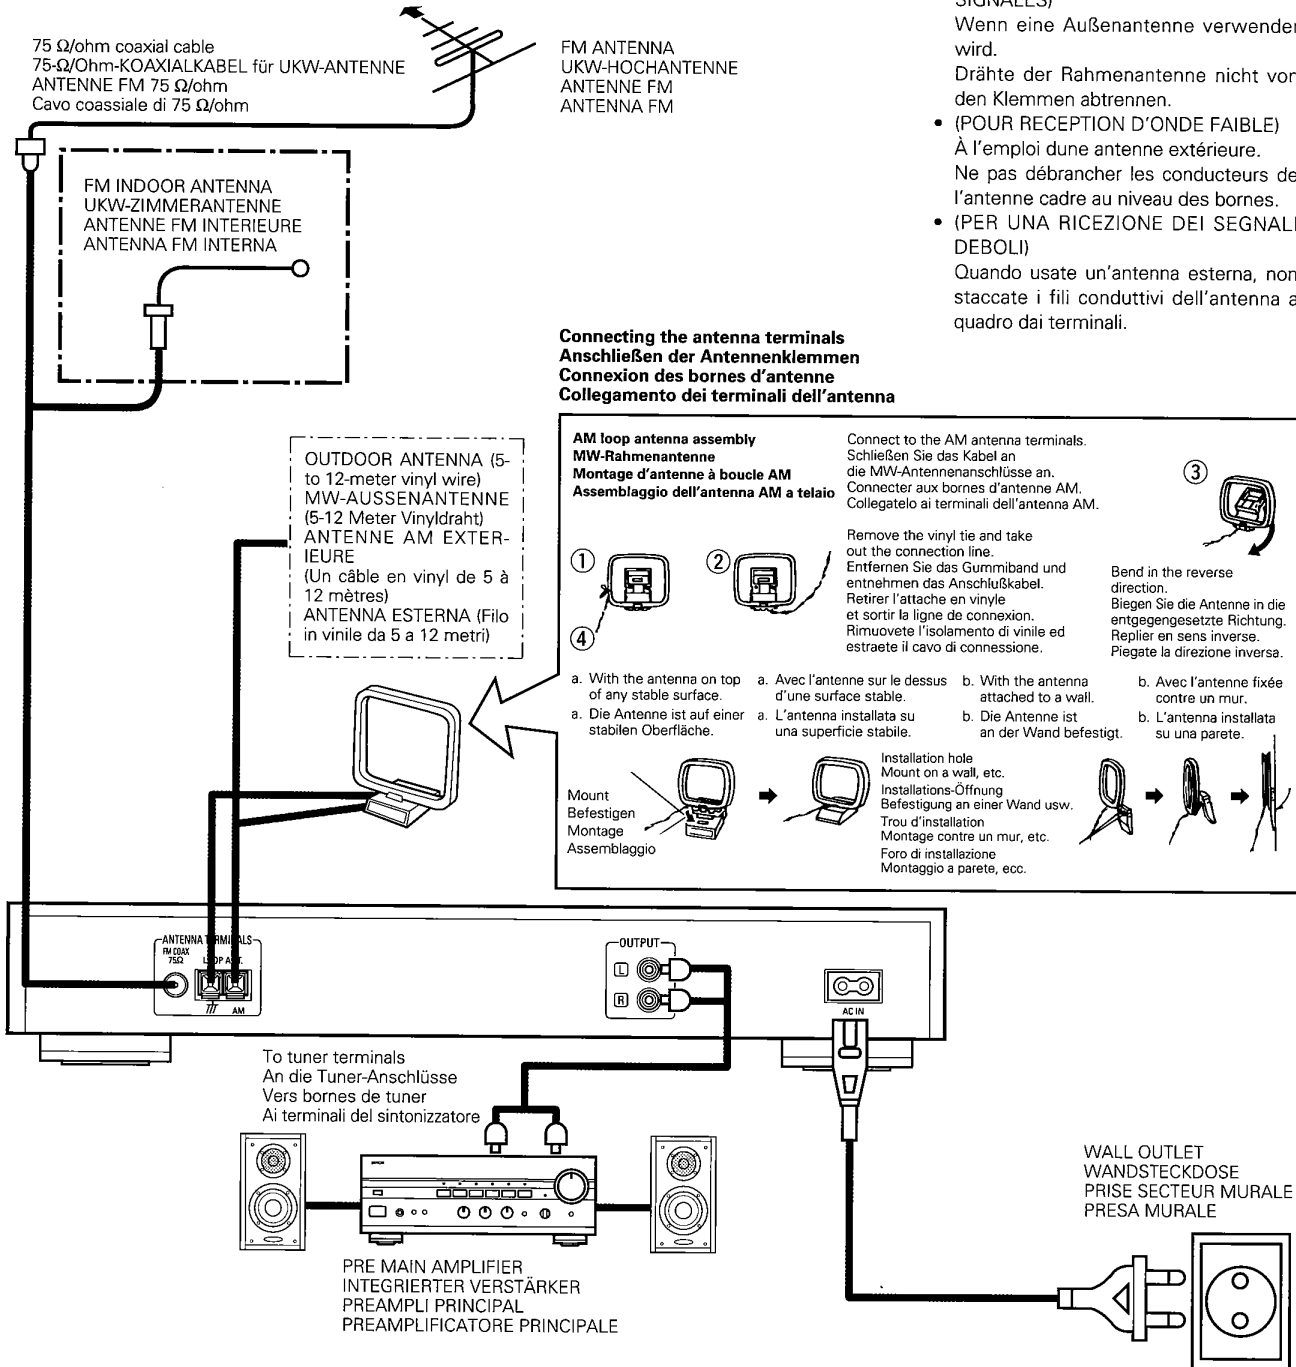 SIGNALES)
Wenn eine Außenantenne verwenden
wird.
Drähte der Rahmenantenne nicht von
den Klemmen abtrennen.
• (POUR RECEPTION D'ONDE FAIBLE)
À l'emploi dune antenne extérieure.
Ne pas débrancher les conducteurs de
l'antenne cadre au niveau des bornes.
• (PER UNA RICEZIONE DEI SEGNALI
DEBOLI)
Quando usate un'antenna esterna, non
staccate i fili conduttivi dell'antenna a
quadro dai terminali.
75 Ω/ohm coaxial cable
75-Ω/Ohm-KOAXIALKABEL für UKW-ANTENNE
ANTENNE FM 75 Ω/ohm
Cavo coassiale di 75 Ω/ohm
FM ANTENNA
UKW-HOCHANTENNE
ANTENNE FM
ANTENNA FM
FM INDOOR ANTENNA
UKW-ZIMMERANTENNE
ANTENNE FM INTERIEURE
ANTENNA FM INTERNA
OUTDOOR ANTENNA (5-
to 12-meter vinyl wire)
MW-AUSSENANTENNE
(5-12 Meter Vinyldraht)
ANTENNE AM EXTER-
IEURE
(Un câble en vinyl de 5 à
12 mètres)
ANTENNA ESTERNA (Filo
in vinile da 5 a 12 metri)
Connecting the antenna terminals
Anschließen der Antennenklemmen
Connexion des bornes d'antenne
Collegamento dei terminali dell'antenna
AM loop antenna assembly
MW-Rahmenantenne
Montage d'antenne à boucle AM
Assemblaggio dell'antenna AM a telaio
Connect to the AM antenna terminals.
Schließen Sie das Kabel an
die MW-Antennenanschlüsse an.
Connecter aux bornes d'antenne AM.
Collegatelo ai terminali dell'antenna AM.
①
②
③
④
Remove the vinyl tie and take
out the connection line.
Entfernen Sie das Gummiband und
entnehmen das Anschlußkabel.
Retirer l'attache en vinyle
et sortir la ligne de connexion.
Rimuovete l'isolamento di vinile ed
estraete il cavo di connessione.
Bend in the reverse
direction.
Biegen Sie die Antenne in die
entgegengesetzte Richtung.
Replier en sens inverse.
Piegate la direzione inversa.
a. With the antenna on top
of any stable surface.
a. Die Antenne ist auf einer
stabilen Oberfläche.
a. Avec l'antenne sur le dessus
d'une surface stable.
a. L'antenna installata su
una superficie stabile.
b. With the antenna
attached to a wall.
b. Die Antenne ist
an der Wand befestigt.
b. Avec l'antenne fixée
contre un mur.
b. L'antenna installata
su una parete.
Mount
Befestigen
Montage
Assemblaggio
Installation hole
Mount on a wall, etc.
Installations-Öffnung
Befestigung an einer Wand usw.
Trou d'installation
Montage contre un mur, etc.
Foro di installazione
Montaggio a parete, ecc.
ANTENNA TERMINALS
FM COAX
75Ω
LOOP ANT.
AM
OUTPUT
L
R
AC IN
To tuner terminals
An die Tuner-Anschlüsse
Vers bornes de tuner
Ai terminali del sintonizzatore
PRE MAIN AMPLIFIER
INTEGRIERTER VERSTÄRKER
PREAMPLI PRINCIPAL
PREAMPLIFICATORE PRINCIPALE
WALL OUTLET
WANDSTECKDOSE
PRISE SECTEUR MURALE
PRESA MURALE